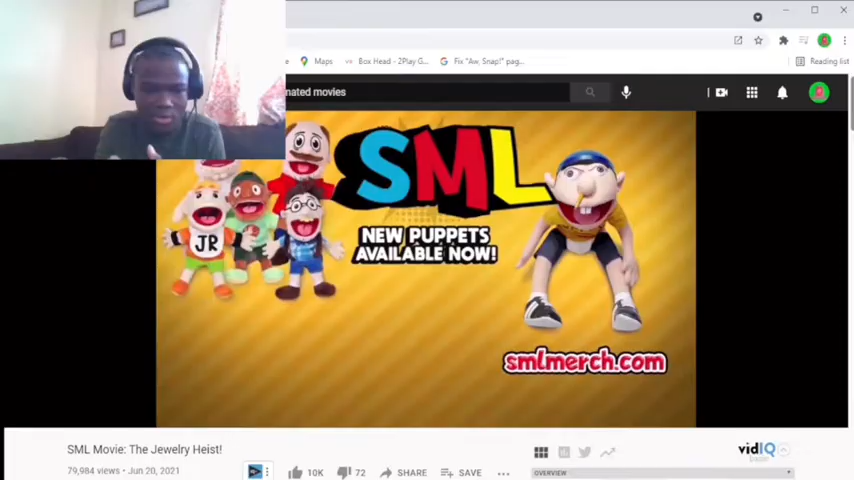 Maps
Box Head - 2Play G...
Fix "Aw, Snap!" pag...
Reading list
nated movies
SML
NEW PUPPETS
AVAILABLE NOW!
JR
smlmerch.com
SML Movie: The Jewelry Heist!
79,984 views • Jun 20, 2021
10K
72
SHARE
SAVE
vidIQ
OVERVIEW